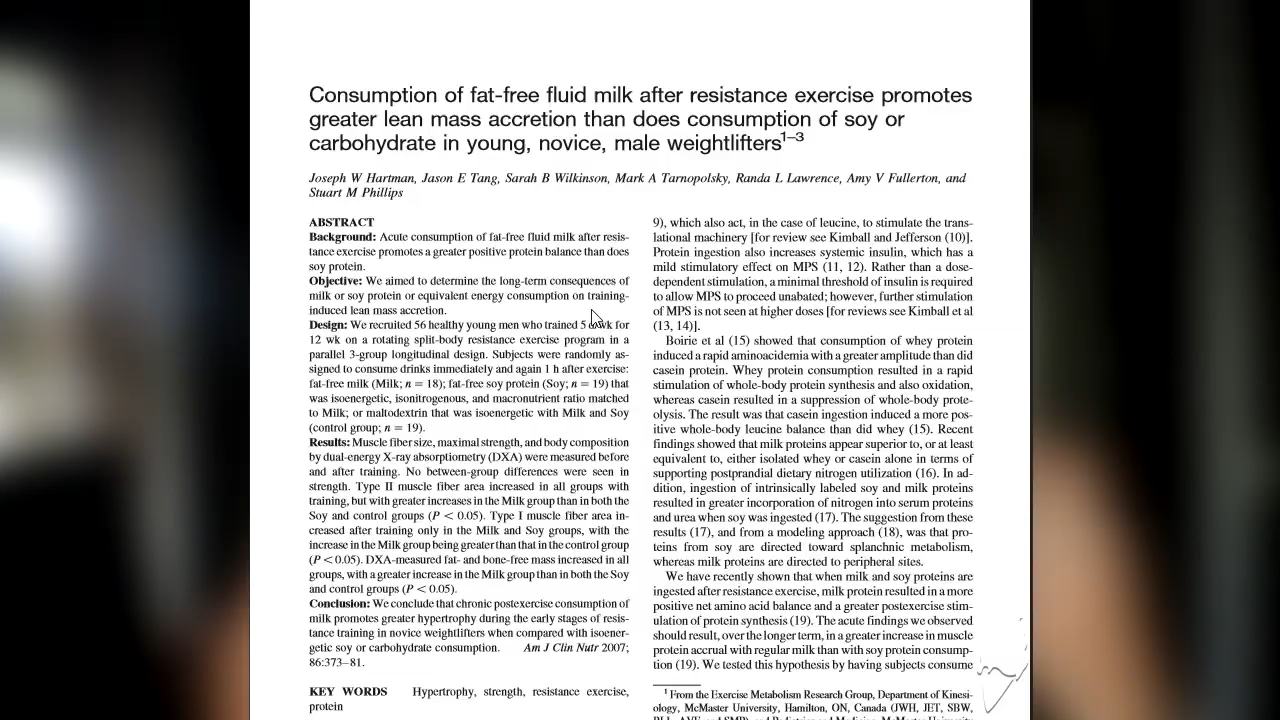 Consumption of fat-free fluid milk after resistance exercise promotes
greater lean mass accretion than does consumption of soy or
carbohydrate in young, novice, male weightlifters1–3
Joseph W Hartman, Jason E Tang, Sarah B Wilkinson, Mark A Tarnopolsky, Randa L Lawrence, Amy V Fullerton, and
Stuart M Phillips
ABSTRACT
Background: Acute consumption of fat-free fluid milk after resis-
tance exercise promotes a greater positive protein balance than does
soy protein.
Objective: We aimed to determine the long-term consequences of
milk or soy protein or equivalent energy consumption on training-
induced lean mass accretion.
Design: We recruited 56 healthy young men who trained 5 d/wk for
12 wk on a rotating split-body resistance exercise program in a
parallel 3-group longitudinal design. Subjects were randomly as-
signed to consume drinks immediately and again 1 h after exercise:
fat-free milk (Milk; n = 18); fat-free soy protein (Soy; n = 19) that
was isoenergetic, isonitrogenous, and macronutrient ratio matched
to Milk; or maltodextrin that was isoenergetic with Milk and Soy
(control group; n = 19).
Results: Muscle fiber size, maximal strength, and body composition
by dual-energy X-ray absorptiometry (DXA) were measured before
and after training. No between-group differences were seen in
strength. Type II muscle fiber area increased in all groups with
training, but with greater increases in the Milk group than in both the
Soy and control groups (P < 0.05). Type I muscle fiber area in-
creased after training only in the Milk and Soy groups, with the
increase in the Milk group being greater than that in the control group
(P < 0.05). DXA-measured fat- and bone-free mass increased in all
groups, with a greater increase in the Milk group than in both the Soy
and control groups (P < 0.05).
Conclusion: We conclude that chronic postexercise consumption of
milk promotes greater hypertrophy during the early stages of resis-
tance training in novice weightlifters when compared with isoener-
getic soy or carbohydrate consumption. Am J Clin Nutr 2007;
86:373–81.
KEY WORDS Hypertrophy, strength, resistance exercise,
protein
9), which also act, in the case of leucine, to stimulate the trans-
lational machinery [for review see Kimball and Jefferson (10)].
Protein ingestion also increases systemic insulin, which has a
mild stimulatory effect on MPS (11, 12). Rather than a dose-
dependent stimulation, a minimal threshold of insulin is required
to allow MPS to proceed unabated; however, further stimulation
of MPS is not seen at higher doses [for reviews see Kimball et al
(13, 14)].
Boirie et al (15) showed that consumption of whey protein
induced a rapid aminoacidemia with a greater amplitude than did
casein protein. Whey protein consumption resulted in a rapid
stimulation of whole-body protein synthesis and also oxidation,
whereas casein resulted in a suppression of whole-body prote-
olysis. The result was that casein ingestion induced a more pos-
itive whole-body leucine balance than did whey (15). Recent
findings showed that milk proteins appear superior to, or at least
equivalent to, either isolated whey or casein alone in terms of
supporting postprandial dietary nitrogen utilization (16). In ad-
dition, ingestion of intrinsically labeled soy and milk proteins
resulted in greater incorporation of nitrogen into serum proteins
and urea when soy was ingested (17). The suggestion from these
results (17), and from a modeling approach (18), was that pro-
teins from soy are directed toward splanchnic metabolism,
whereas milk proteins are directed to peripheral sites.
We have recently shown that when milk and soy proteins are
ingested after resistance exercise, milk protein resulted in a more
positive net amino acid balance and a greater postexercise stim-
ulation of protein synthesis (19). The acute findings we observed
should result, over the longer term, in a greater increase in muscle
protein accrual with regular milk than with soy protein consump-
tion (19). We tested this hypothesis by having subjects consume
1 From the Exercise Metabolism Research Group, Department of Kinesi-
ology, McMaster University, Hamilton, ON, Canada (JWH, JET, SBW,